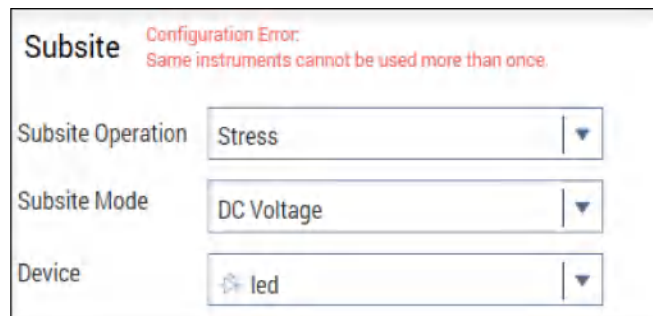 Subsite
Configuration Error:
Same instruments cannot be used more than once.
Subsite Operation
Stress
Subsite Mode
DC Voltage
Device
led